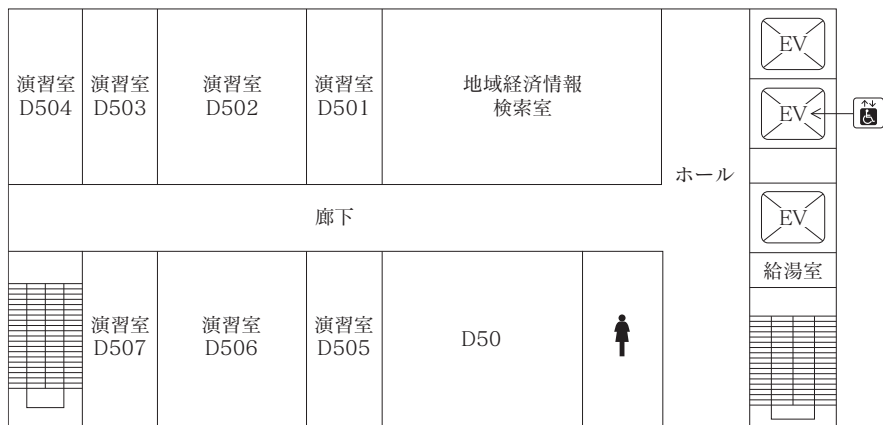 演習室
D504
演習室
D503
演習室
D502
演習室
D501
地域経済情報
検索室
EV
EV
ホール
廊下
EV
給湯室
演習室
D507
演習室
D506
演習室
D505
D50